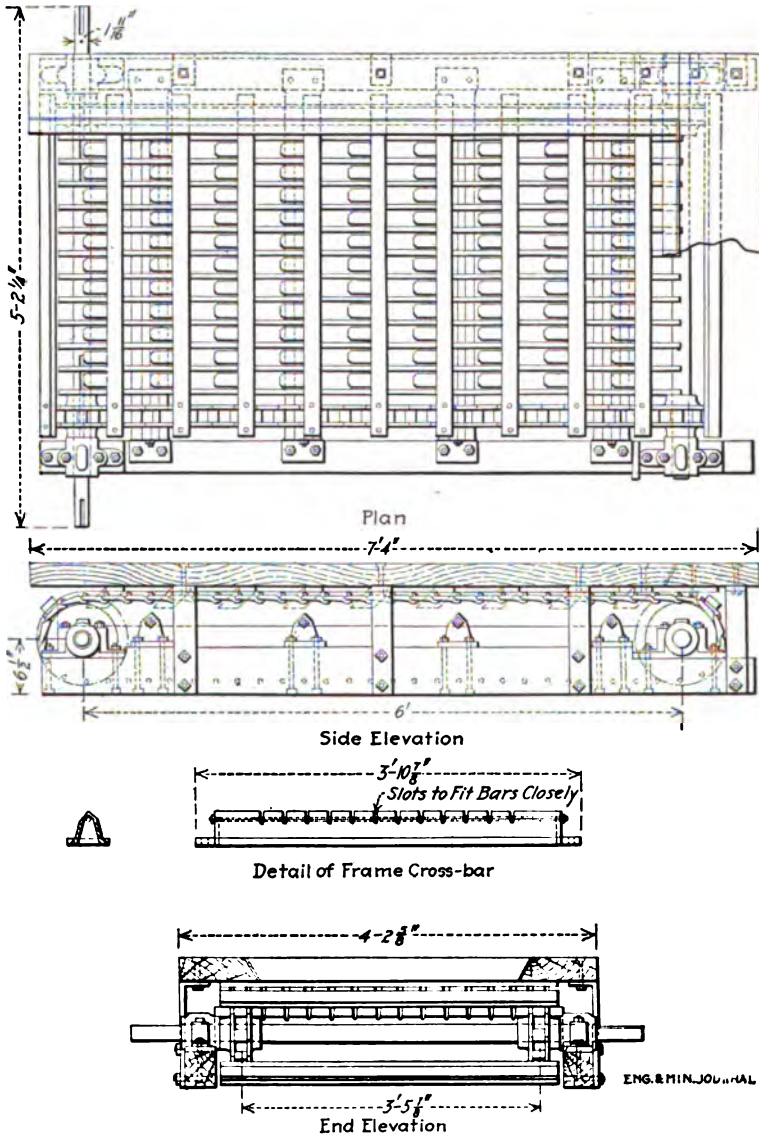 1 11/16"
5-2 1/4"
Plan
7'4"
6 1/2"
6'
Side Elevation
3'-10 7/8"
Slots to Fit Bars Closely
Detail of Frame Cross-bar
4-2 5/8"
3'-5 1/8"
End Elevation
ENG. & MIN. JOURNAL